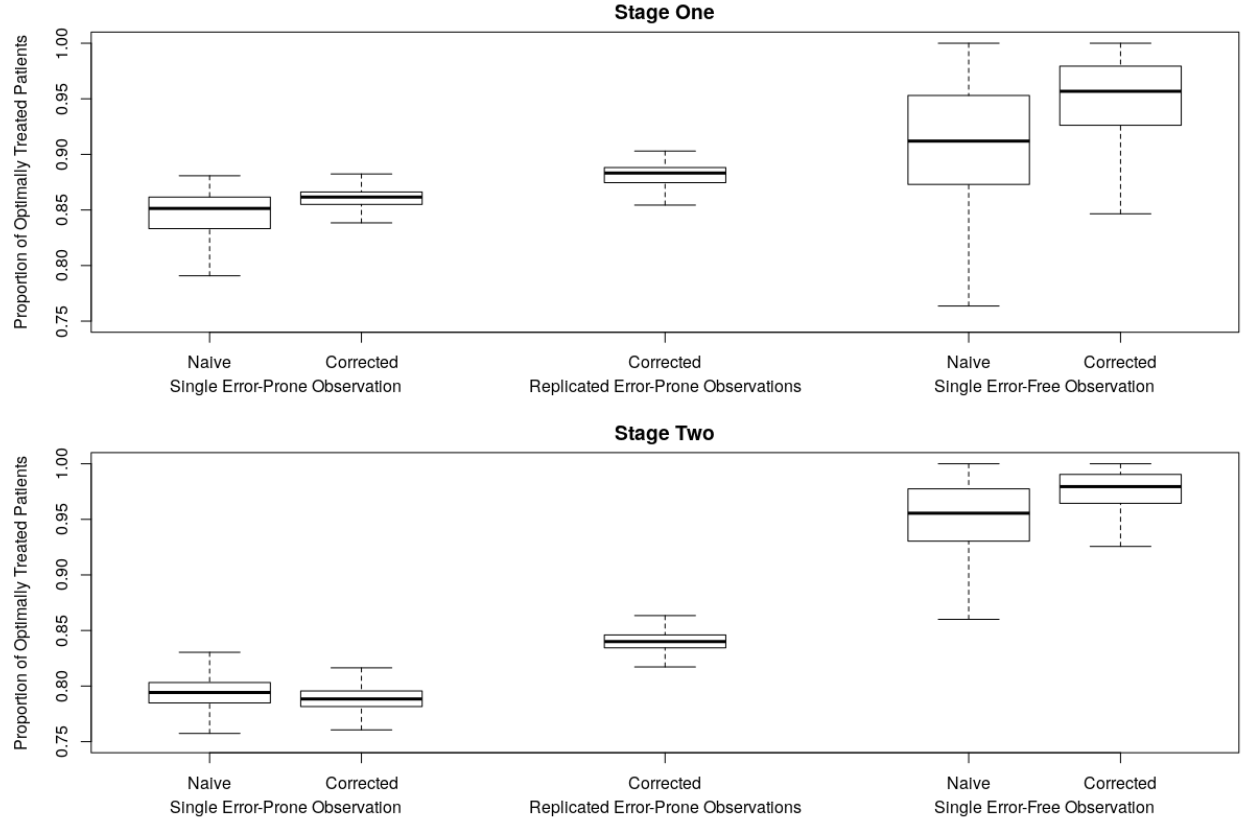 Stage One
Proportion of Optimally Treated Patients
1.00
0.95
0.90
0.85
0.80
0.75
Naive Corrected Corrected Naive Corrected
Single Error-Prone Observation Replicated Error-Prone Observations Single Error-Free Observation
Stage Two
Proportion of Optimally Treated Patients
1.00
0.95
0.90
0.85
0.80
0.75
Naive Corrected Corrected Naive Corrected
Single Error-Prone Observation Replicated Error-Prone Observations Single Error-Free Observation